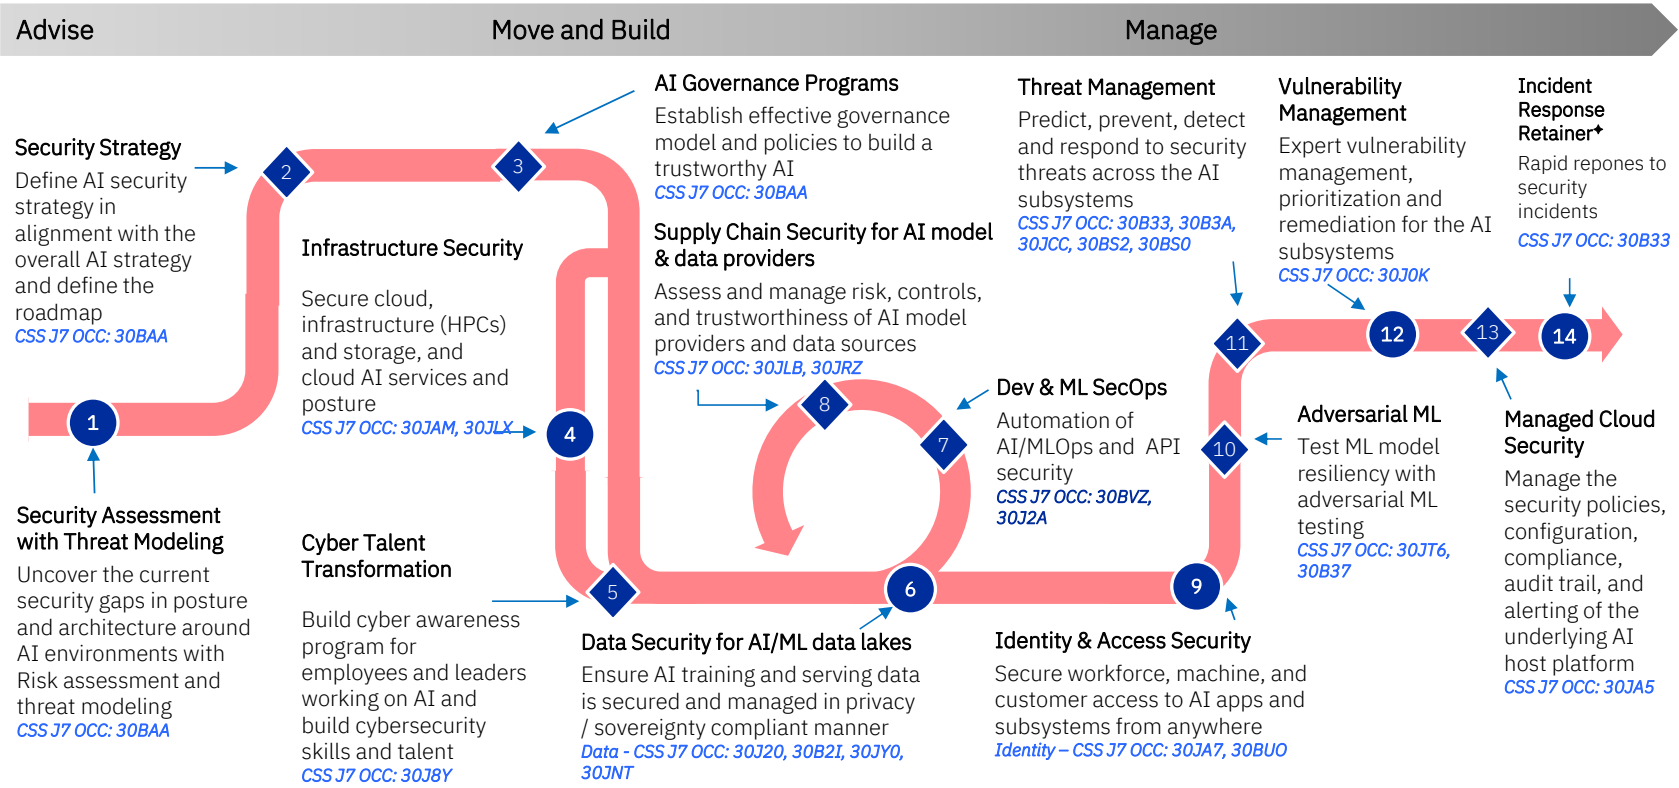 Advise
Move and Build
Manage
Security Strategy
Define AI security
strategy in
alignment with the
overall AI strategy
and define the
roadmap
CSS J7 OCC: 30BAA
1
Security Assessment
with Threat Modeling
Uncover the current
security gaps in posture
and architecture around
AI environments with
Risk assessment and
threat modeling
CSS J7 OCC: 30BAA
2
3
Infrastructure Security
Secure cloud,
infrastructure (HPCs)
and storage, and
cloud AI services and
posture
CSS J7 OCC: 30JAM, 30JLX
4
Cyber Talent
Transformation
Build cyber awareness
program for
employees and leaders
working on AI and
build cybersecurity
skills and talent
CSS J7 OCC: 30J8Y
5
AI Governance Programs
Establish effective governance
model and policies to build a
trustworthy AI
CSS J7 OCC: 30BAA
Supply Chain Security for AI model
& data providers
Assess and manage risk, controls,
and trustworthiness of AI model
providers and data sources
CSS J7 OCC: 30JLB, 30JRZ
8
7
Dev & ML SecOps
Automation of
AI/MLOps and API
security
CSS J7 OCC: 30BVZ,
30J2A
6
Data Security for AI/ML data lakes
Ensure AI training and serving data
is secured and managed in privacy
/ sovereignty compliant manner
Data - CSS J7 OCC: 30J20, 30B2I, 30JY0,
30JNT
9
Identity & Access Security
Secure workforce, machine, and
customer access to AI apps and
subsystems from anywhere
Identity – CSS J7 OCC: 30JA7, 30BUO
Threat Management
Predict, prevent, detect
and respond to security
threats across the AI
subsystems
CSS J7 OCC: 30B33, 30B3A,
30JCC, 30BS2, 30BS0
11
10
Adversarial ML
Test ML model
resiliency with
adversarial ML
testing
CSS J7 OCC: 30JT6,
30B37
Vulnerability
Management
Expert vulnerability
management,
prioritization and
remediation for the AI
subsystems
CSS J7 OCC: 30J0K
12
13
14
Incident
Response
Retainer✦
Rapid repones to
security
incidents
CSS J7 OCC: 30B33
Managed Cloud
Security
Manage the
security policies,
configuration,
compliance,
audit trail, and
alerting of the
underlying AI
host platform
CSS J7 OCC: 30JA5